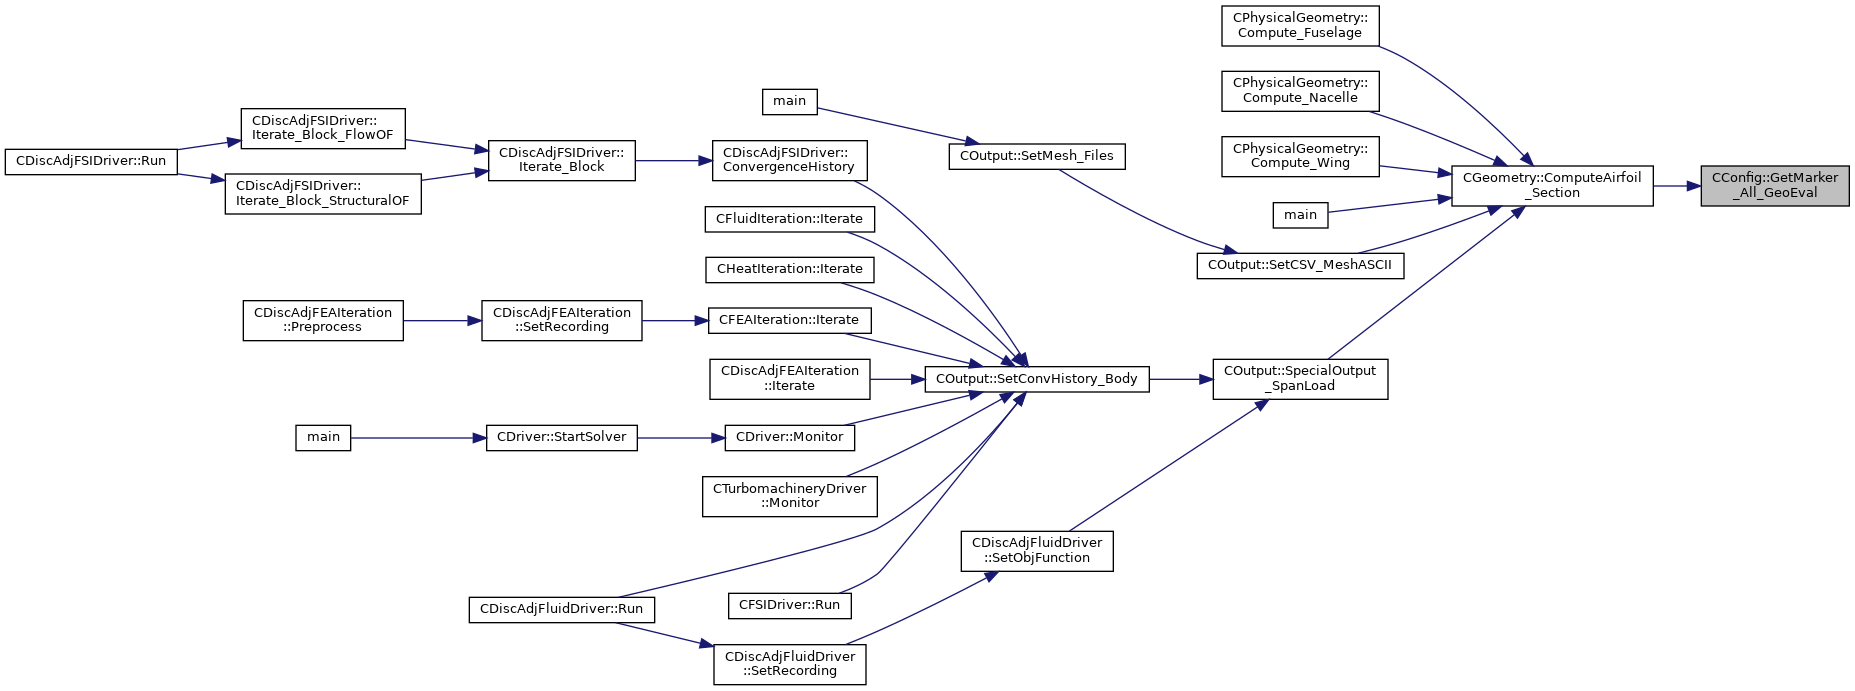 CPhysicalGeometry::
Compute_Fuselage
CPhysicalGeometry::
Compute_Nacelle
main
CDiscAdjFSIDriver::
Iterate_Block_FlowOF
CDiscAdjFSIDriver::Run
CDiscAdjFSIDriver::
Iterate_Block
CDiscAdjFSIDriver::
ConvergenceHistory
COutput::SetMesh_Files
CPhysicalGeometry::
Compute_Wing
CDiscAdjFSIDriver::
Iterate_Block_StructuralOF
CGeometry::ComputeAirfoil
_Section
CConfig::GetMarker
_All_GeoEval
CFluidIteration::Iterate
main
CHeatIteration::Iterate
COutput::SetCSV_MeshASCII
CDiscAdjFEAIteration
::Preprocess
CDiscAdjFEAIteration
::SetRecording
CFEAIteration::Iterate
CDiscAdjFEAIteration
::Iterate
COutput::SetConvHistory_Body
COutput::SpecialOutput
_SpanLoad
main
CDriver::StartSolver
CDriver::Monitor
CTurbomachineryDriver
::Monitor
CDiscAdjFluidDriver
::SetObjFunction
CDiscAdjFluidDriver::Run
CFSIDriver::Run
CDiscAdjFluidDriver
::SetRecording